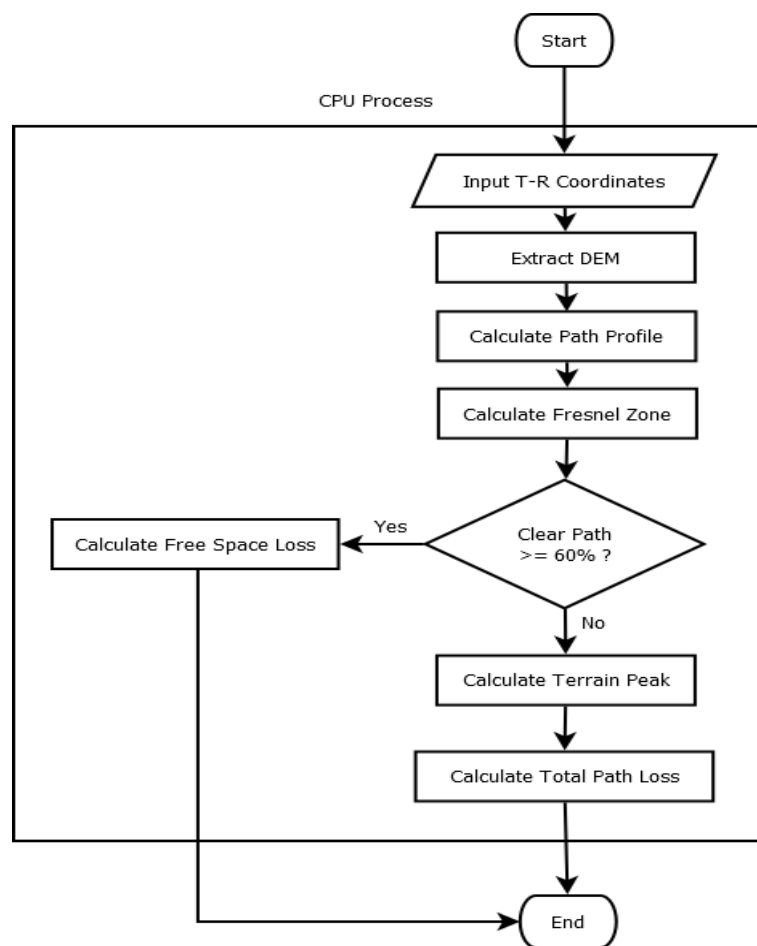 Start
CPU Process
Input T-R Coordinates
Extract DEM
Calculate Path Profile
Calculate Fresnel Zone
Clear Path
>= 60% ?
Yes
Calculate Free Space Loss
No
Calculate Terrain Peak
Calculate Total Path Loss
End